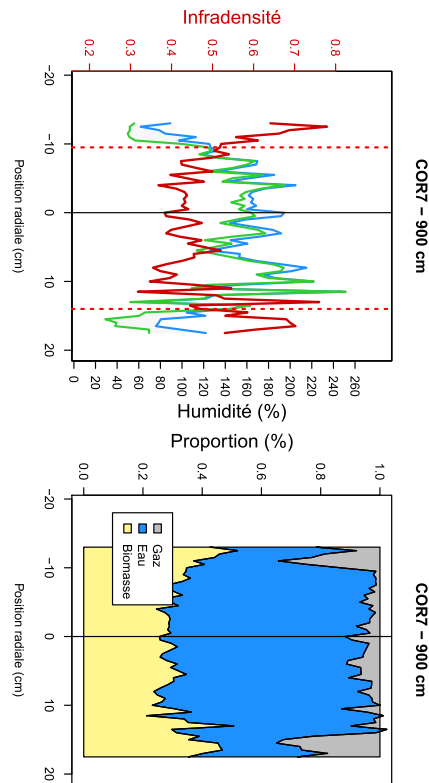 Infradensité
0.2 0.3 0.4 0.5 0.6 0.7 0.8
COR7 − 900 cm
−20 −10 0 10 20
Position radiale (cm)
0 20 40 60 80 100 120 140 160 180 200 220 240 260
Humidité (%)
Proportion (%)
0.0 0.2 0.4 0.6 0.8 1.0
COR7 − 900 cm
Gaz
Eau
Biomasse
−20 −10 0 10 20
Position radiale (cm)